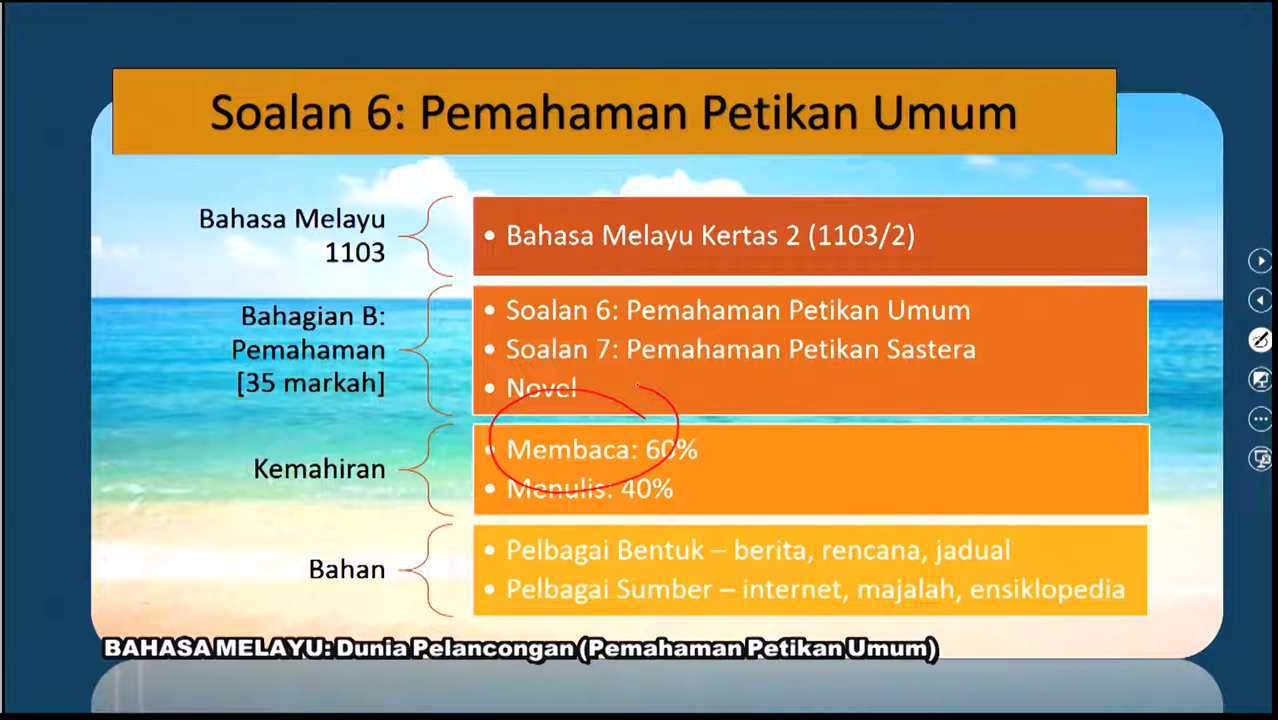 Soalan 6: Pemahaman Petikan Umum
Bahasa Melayu
1103
• Bahasa Melayu Kertas 2 (1103/2)
Bahagian B:
Pemahaman
[35 markah]
• Soalan 6: Pemahaman Petikan Umum
• Soalan 7: Pemahaman Petikan Sastera
• Novel
Kemahiran
• Membaca: 60%
• Menulis: 40%
Bahan
• Pelbagai Bentuk – berita, rencana, jadual
• Pelbagai Sumber – internet, majalah, ensiklopedia
BAHASA MELAYU: Dunia Pelancongan (Pemahaman Petikan Umum)